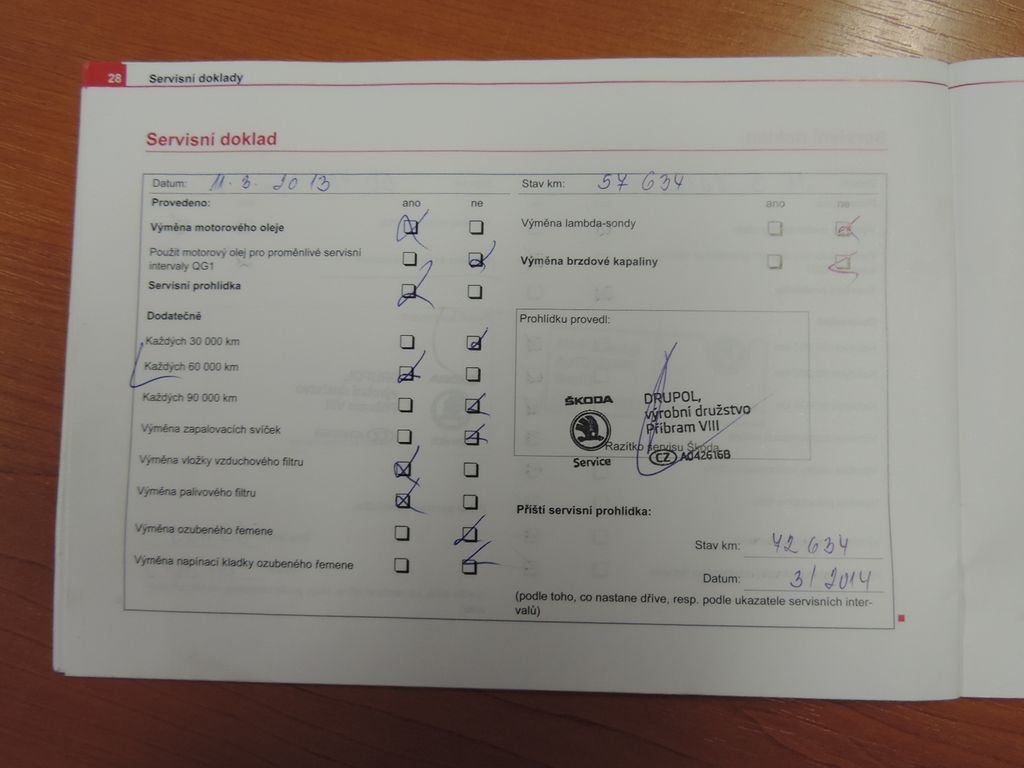 28 Servisní doklady
Servisní doklad
Datum: 11. 3. 2013
Stav km: 57 634
Provedeno: ano ne
ano ne
Výměna motorového oleje
Použit motorový olej pro proměnlivé servisní
intervaly QG1
Servisní prohlídka
Dodatečně
Každých 30 000 km
Každých 60 000 km
Každých 90 000 km
Výměna zapalovacích svíček
Výměna vložky vzduchového filtru
Výměna palivového filtru
Výměna ozubeného řemene
Výměna napínací kladky ozubeného řemene
Výměna lambda-sondy
Výměna brzdové kapaliny
Prohlídku provedl:
ŠKODA
Service
DRUPOL,
výrobní družstvo
Příbram VIII
Razítko servisu Škoda
CZ A042616B
Příští servisní prohlídka:
Stav km: 72 634
Datum: 3/2014
(podle toho, co nastane dříve, resp. podle ukazatele servisních inter-
valů)